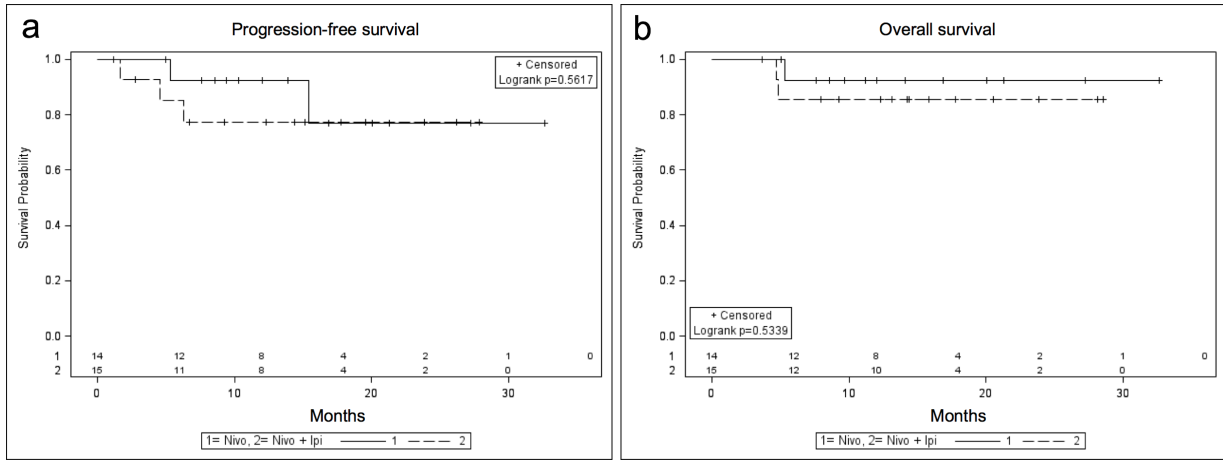 a
Progression-free survival
+ Censored
Logrank p=0.5617
Survival Probability
1.0
0.8
0.6
0.4
0.2
0.0
1 14 12 8 4 2 1 0
2 15 11 8 4 2 0
0 10 20 30
Months
1= Nivo, 2= Nivo + Ipi 1 2
b
Overall survival
Survival Probability
1.0
0.8
0.6
0.4
0.2
0.0
+ Censored
Logrank p=0.5339
1 14 12 8 4 2 1 0
2 15 12 10 4 2 0
0 10 20 30
Months
1= Nivo, 2= Nivo + Ipi 1 2